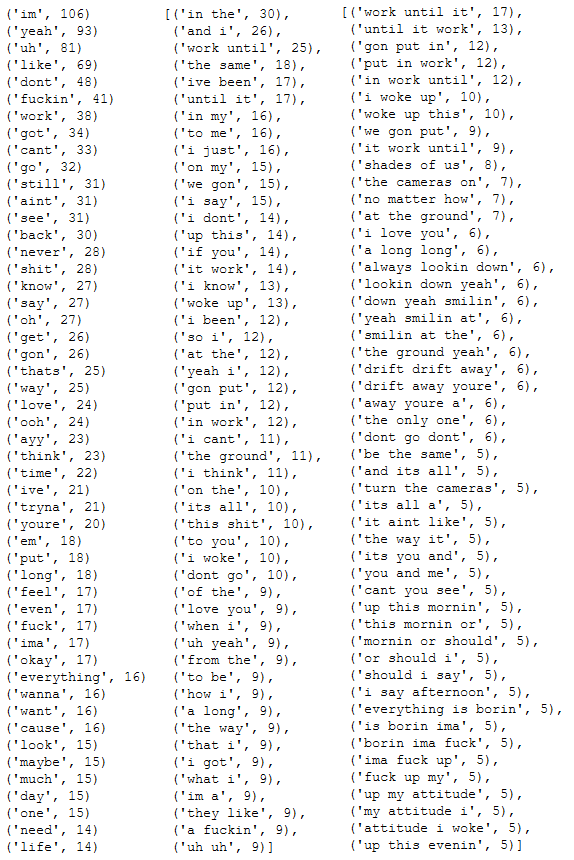 ('im', 106)
('yeah', 93)
('uh', 81)
('like', 69)
('dont', 48)
('fuckin', 41)
('work', 38)
('got', 34)
('cant', 33)
('go', 32)
('still', 31)
('aint', 31)
('see', 31)
('back', 30)
('never', 28)
('shit', 28)
('know', 27)
('say', 27)
('oh', 27)
('get', 26)
('gon', 26)
('thats', 25)
('way', 25)
('love', 24)
('ooh', 24)
('ayy', 23)
('think', 23)
('time', 22)
('ive', 21)
('tryna', 21)
('youre', 20)
('em', 18)
('put', 18)
('long', 18)
('feel', 17)
('even', 17)
('fuck', 17)
('ima', 17)
('okay', 17)
('everything', 16)
('wanna', 16)
('want', 16)
('cause', 16)
('look', 15)
('maybe', 15)
('much', 15)
('day', 15)
('one', 15)
('need', 14)
('life', 14)
[('in the', 30),
('and i', 26),
('work until', 25),
('the same', 18),
('ive been', 17),
('until it', 17),
('in my', 16),
('to me', 16),
('i just', 16),
('on my', 15),
('we gon', 15),
('i say', 15),
('i dont', 14),
('up this', 14),
('if you', 14),
('it work', 14),
('i know', 13),
('woke up', 13),
('i been', 12),
('so i', 12),
('at the', 12),
('yeah i', 12),
('gon put', 12),
('put in', 12),
('in work', 12),
('i cant', 11),
('the ground', 11),
('i think', 11),
('on the', 10),
('its all', 10),
('this shit', 10),
('to you', 10),
('i woke', 10),
('dont go', 10),
('of the', 9),
('love you', 9),
('when i', 9),
('uh yeah', 9),
('from the', 9),
('to be', 9),
('how i', 9),
('a long', 9),
('the way', 9),
('that i', 9),
('i got', 9),
('what i', 9),
('im a', 9),
('they like', 9),
('a fuckin', 9),
('uh uh', 9)]
[('work until it', 17),
('until it work', 13),
('gon put in', 12),
('put in work', 12),
('in work until', 12),
('i woke up', 10),
('woke up this', 10),
('we gon put', 9),
('it work until', 9),
('shades of us', 8),
('the cameras on', 7),
('no matter how', 7),
('at the ground', 7),
('i love you', 6),
('a long long', 6),
('always lookin down', 6),
('lookin down yeah', 6),
('down yeah smilin', 6),
('yeah smilin at', 6),
('smilin at the', 6),
('the ground yeah', 6),
('drift drift away', 6),
('drift away youre', 6),
('away youre a', 6),
('the only one', 6),
('dont go dont', 6),
('be the same', 5),
('and its all', 5),
('turn the cameras', 5),
('its all a', 5),
('it aint like', 5),
('the way it', 5),
('its you and', 5),
('you and me', 5),
('cant you see', 5),
('up this mornin', 5),
('this mornin or', 5),
('mornin or should', 5),
('or should i', 5),
('should i say', 5),
('i say afternoon', 5),
('everything is borin', 5),
('is borin ima', 5),
('borin ima fuck', 5),
('ima fuck up', 5),
('fuck up my', 5),
('up my attitude', 5),
('my attitude i', 5),
('attitude i woke', 5),
('up this evenin', 5)]